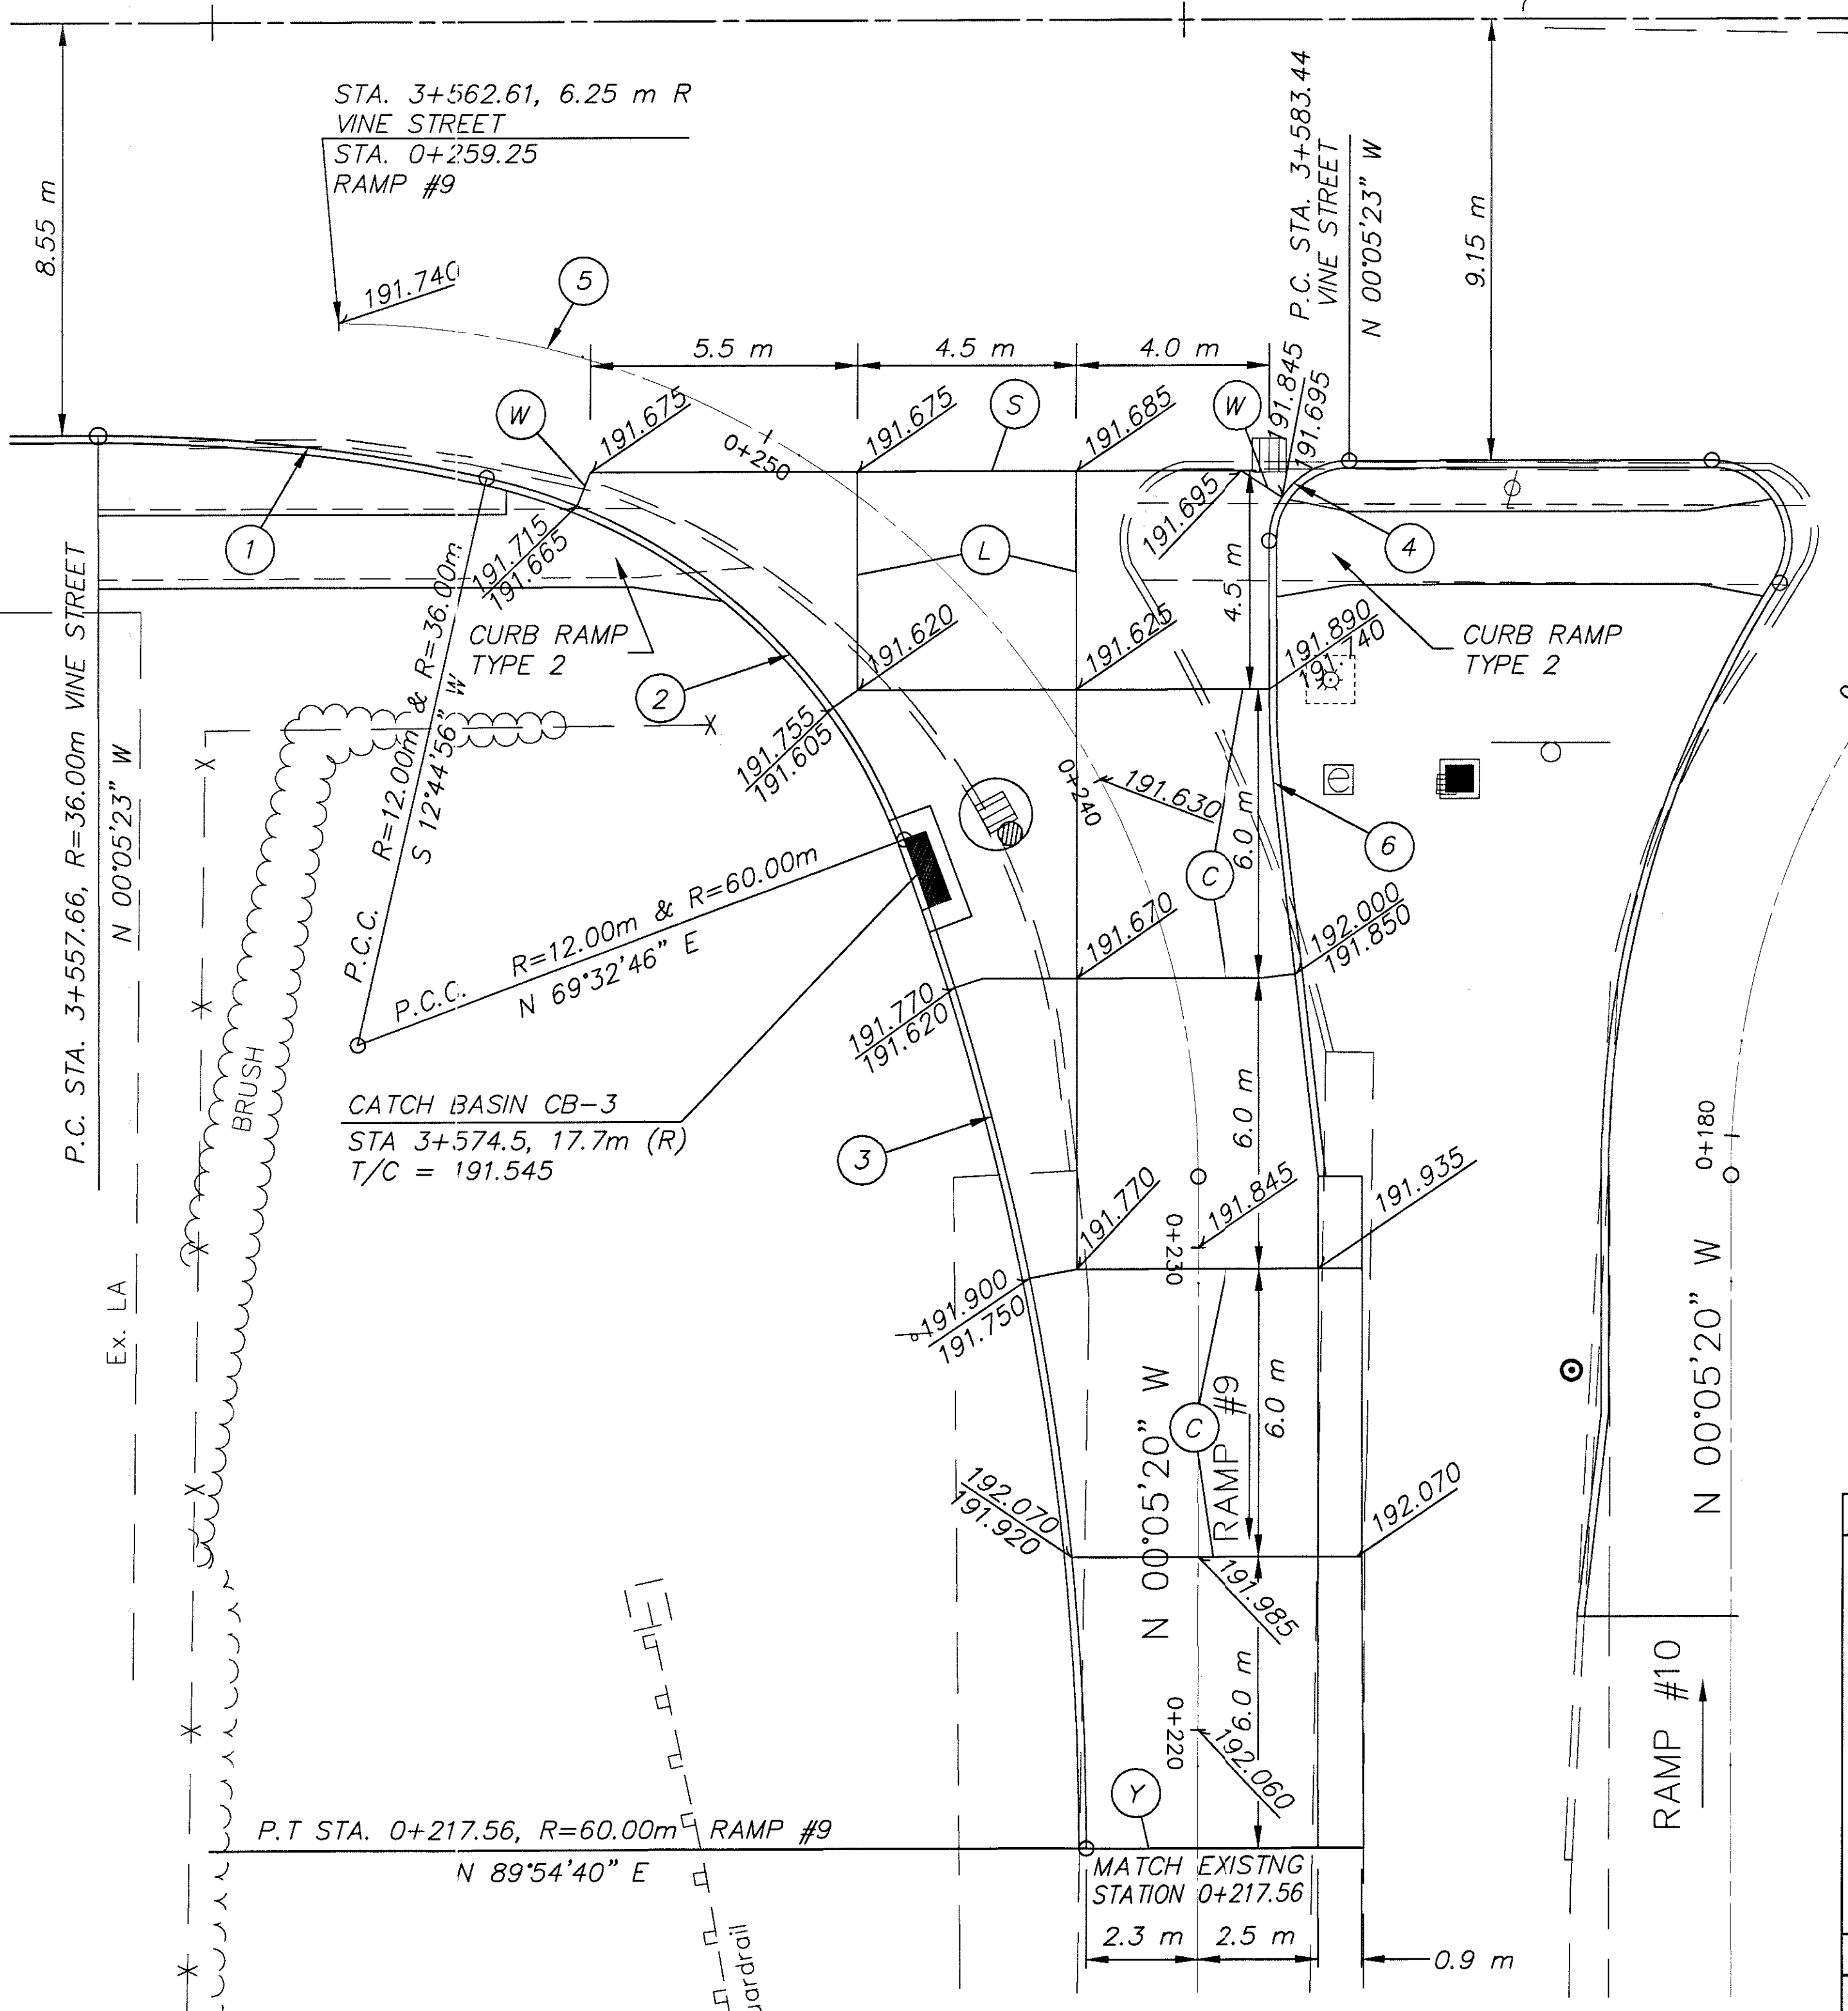 STA. 3+562.61, 6.25 m R
VINE STREET
STA. 0+259.25
RAMP #9
8.55 m
191.740
5
P.C. STA. 3+583.44
VINE STREET
N 00°05'23" W
9.15 m
5.5 m
4.5 m
4.0 m
W
191.675
0+250
191.675
S
191.685
W
191.845
191.695
191.695
1
191.715
191.665
L
4.5 m
4
CURB RAMP
TYPE 2
CURB RAMP
TYPE 2
2
191.620
191.625
191.890
191.740
191.755
191.605
P.C. STA. 3+557.66, R=36.00m VINE STREET
N 00°05'23" W
P.C.C. R=12.00m & R=36.00m
S 12°44'56" W
0+240
191.630
C
6.0 m
e
6
P.C.C. R=12.00m & R=60.00m
N 69°32'46" E
191.670
192.000
191.850
191.770
191.620
BRUSH
CATCH BASIN CB-3
STA 3+574.5, 17.7m (R)
T/C = 191.545
3
6.0 m
0+180
191.770
191.845
0+230
191.935
191.900
191.750
Ex. LA
N 00°05'20" W
RAMP #9
C
6.0 m
N 00°05'20" W
192.070
191.920
192.070
191.985
0+220
6.0 m
192.060
RAMP #10
Y
P.T STA. 0+217.56, R=60.00m RAMP #9
N 89°54'40" E
MATCH EXISTNG
STATION 0+217.56
2.3 m
2.5 m
0.9 m
uardrail